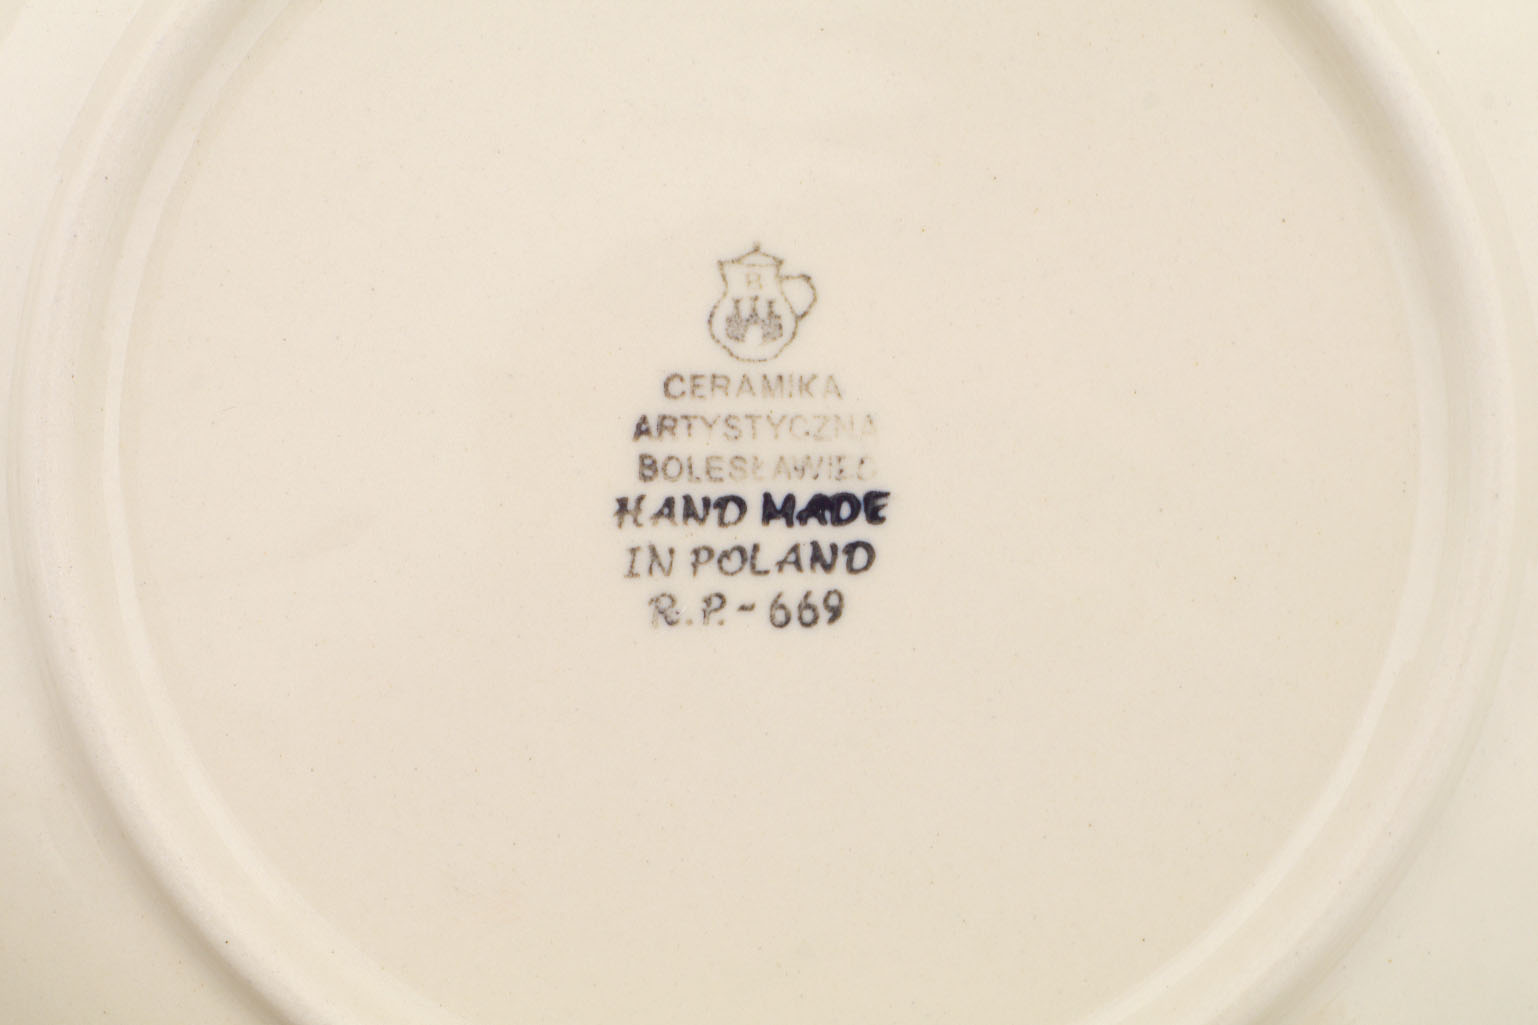 B
CERAMIKA
ARTYSTYCZNA
BOLESŁAWIEC
HAND MADE
IN POLAND
R.P.-669